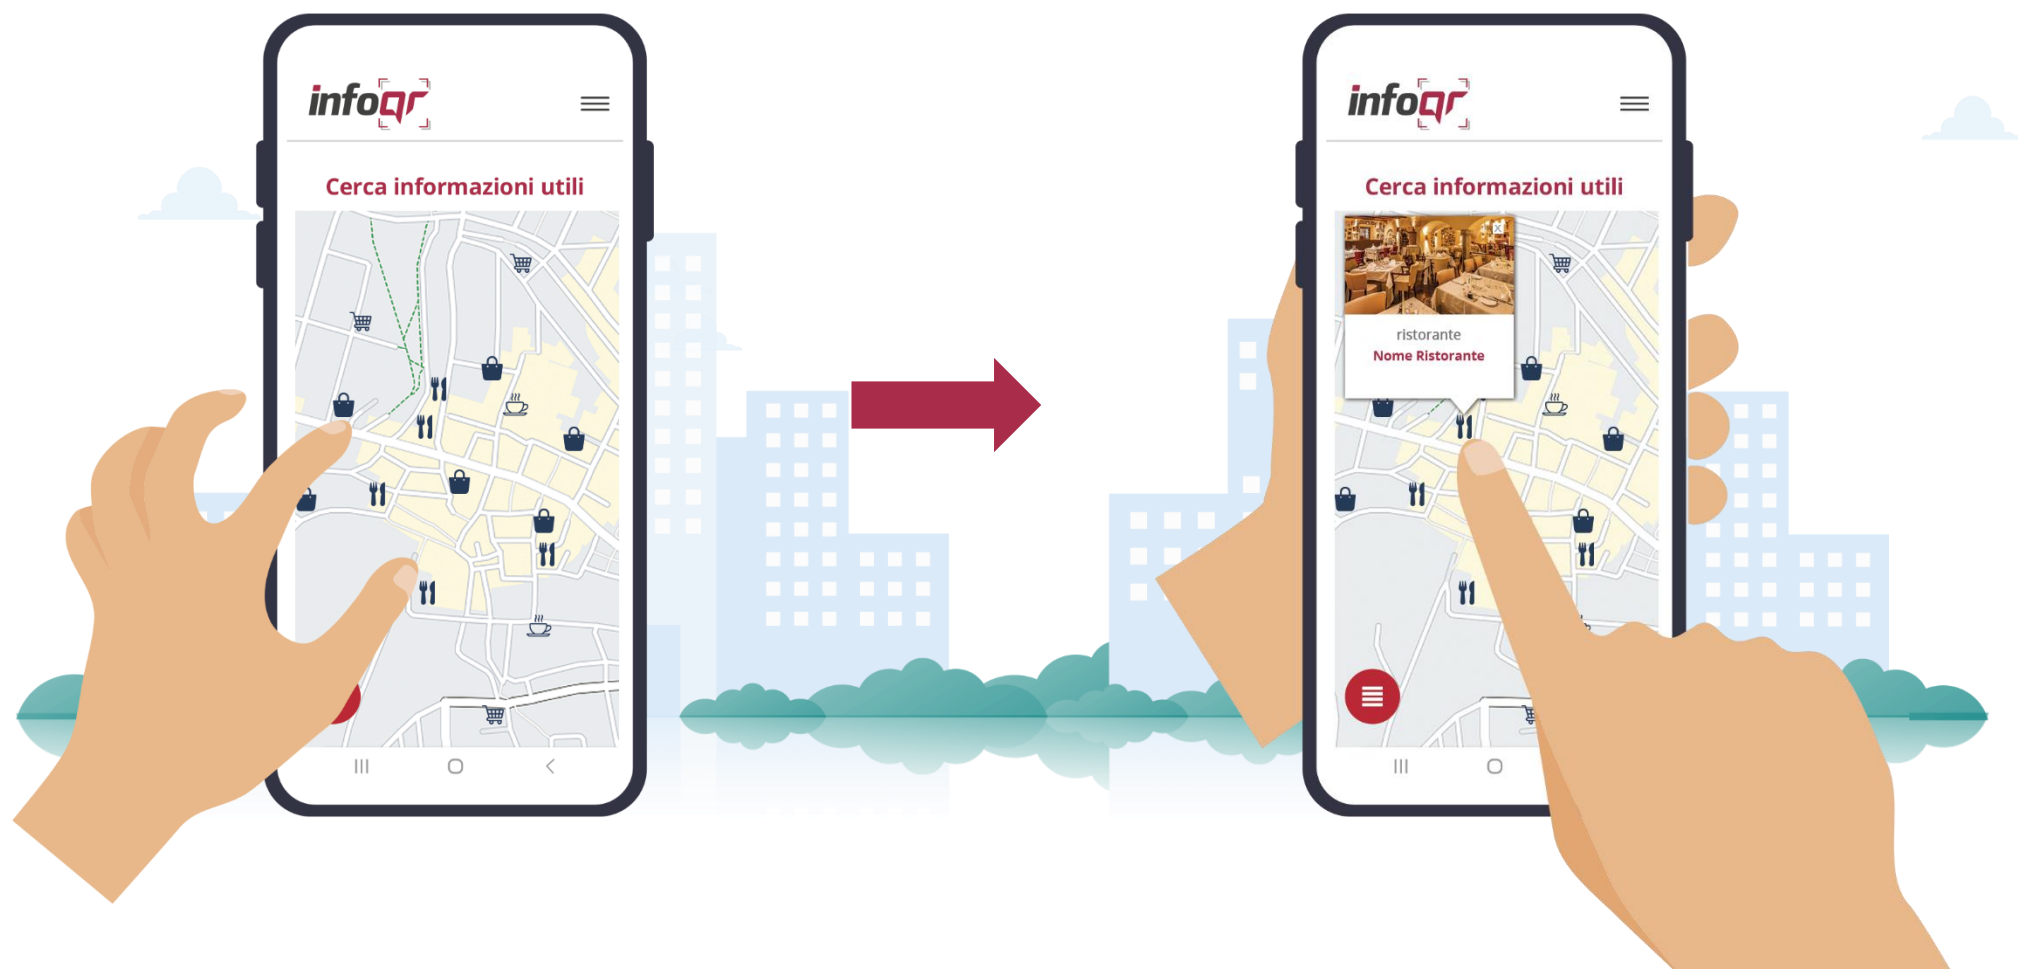 infoqr
Cerca informazioni utili
infoqr
Cerca informazioni utili
ristorante
Nome Ristorante